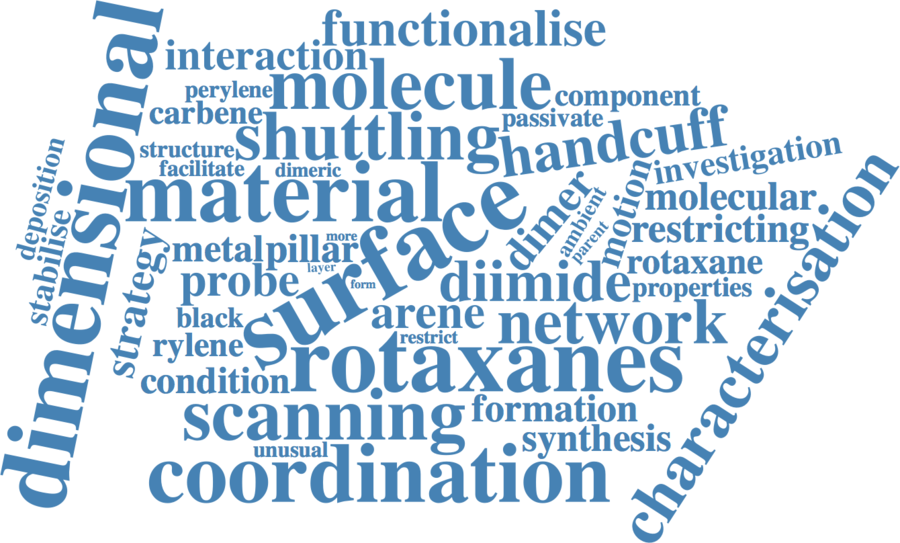 functionalise
interaction
dimensional
perylene
molecule
component
carbene
shuttling
passivate
handcuff
structure
facilitate
dimeric
investigation
deposition
material
surface
dimer
ambient
parent
motion
molecular
characterisation
stabilise
strategy
metal
pillar
more
layer
form
restricting
probe
diimide
rotaxane
properties
black
arene
network
rylene
restrict
condition
rotaxanes
scanning
formation
unusual
synthesis
coordination